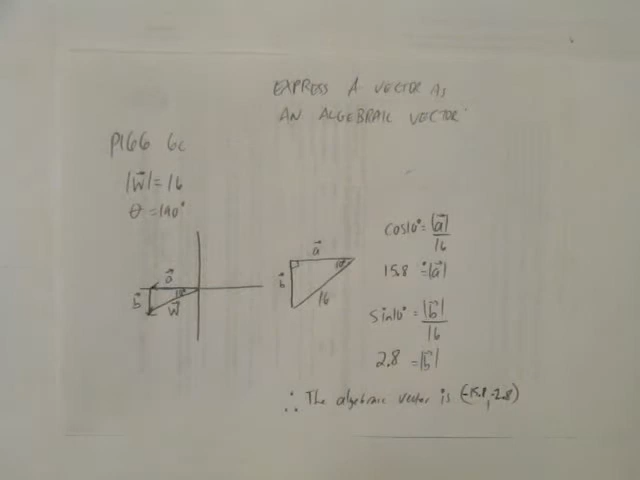 EXPRESS A VECTOR AS
AN ALGEBRAIC VECTOR
P166 6c
|w⃗| = 16
θ = 190°
a⃗
b⃗
10°
w⃗
a⃗
b⃗
10°
16
cos10° = |a⃗|/16
15.8 ≐ |a⃗|
sin10° = |b⃗|/16
2.8 = |b⃗|
∴ The algebraic vector is (-15.8, -2.8)